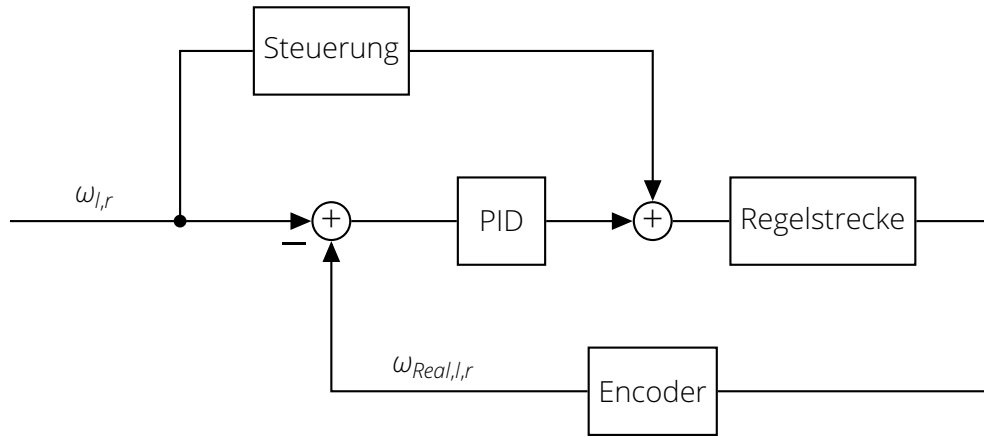 Steuerung
ω_{l,r}
−
+
PID
+
Regelstrecke
ω_{Real,l,r}
Encoder